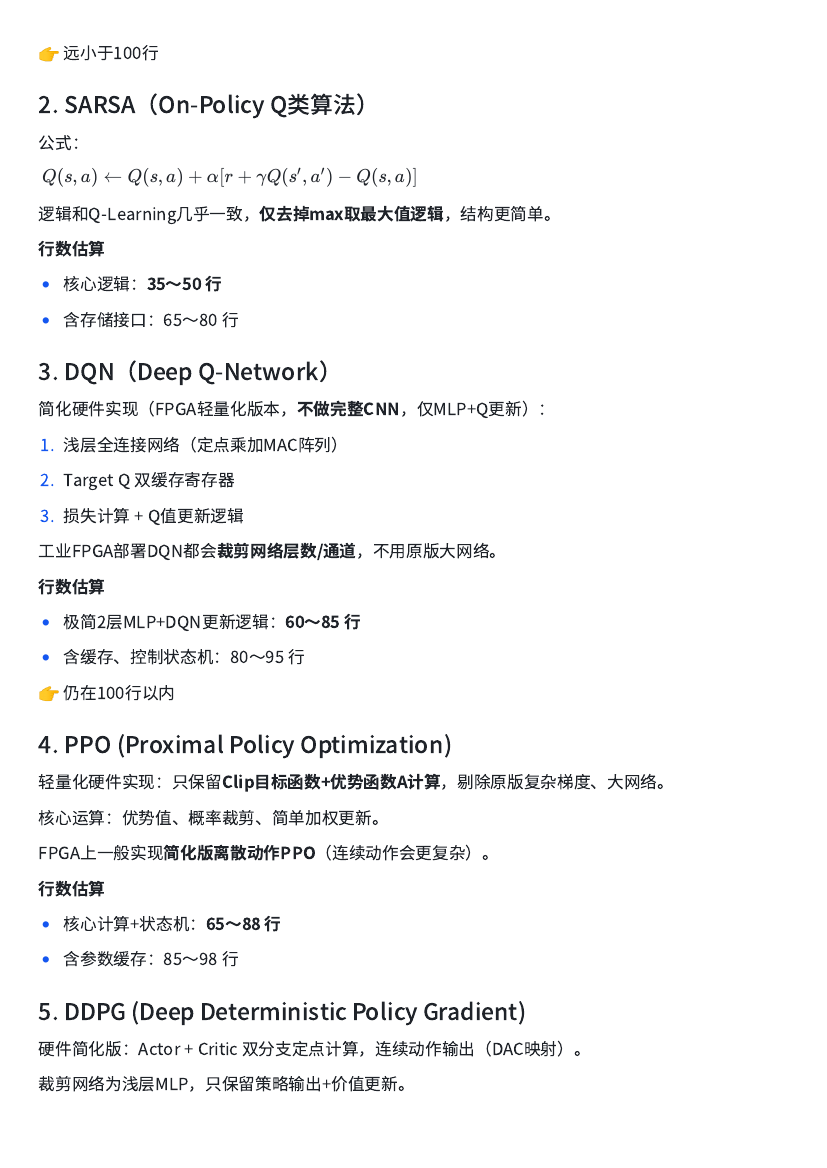 👉 远小于100行
2. SARSA（On-Policy Q类算法）
公式：
Q(s,a) ← Q(s,a) + α[r + γQ(s′,a′) − Q(s,a)]
逻辑和Q-Learning几乎一致，仅去掉max取最大值逻辑，结构更简单。
行数估算
• 核心逻辑：35～50 行
• 含存储接口：65～80 行
3. DQN（Deep Q-Network）
简化硬件实现（FPGA轻量化版本，不做完整CNN，仅MLP+Q更新）：
1. 浅层全连接网络（定点乘加MAC阵列）
2. Target Q 双缓存寄存器
3. 损失计算 + Q值更新逻辑
工业FPGA部署DQN都会裁剪网络层数/通道，不用原版大网络。
行数估算
• 极简2层MLP+DQN更新逻辑：60～85 行
• 含缓存、控制状态机：80～95 行
👉 仍在100行以内
4. PPO (Proximal Policy Optimization)
轻量化硬件实现：只保留Clip目标函数+优势函数A计算，剔除原版复杂梯度、大网络。
核心运算：优势值、概率裁剪、简单加权更新。
FPGA上一般实现简化版离散动作PPO（连续动作会更复杂）。
行数估算
• 核心计算+状态机：65～88 行
• 含参数缓存：85～98 行
5. DDPG (Deep Deterministic Policy Gradient)
硬件简化版：Actor + Critic 双分支定点计算，连续动作输出（DAC映射）。
裁剪网络为浅层MLP，只保留策略输出+价值更新。